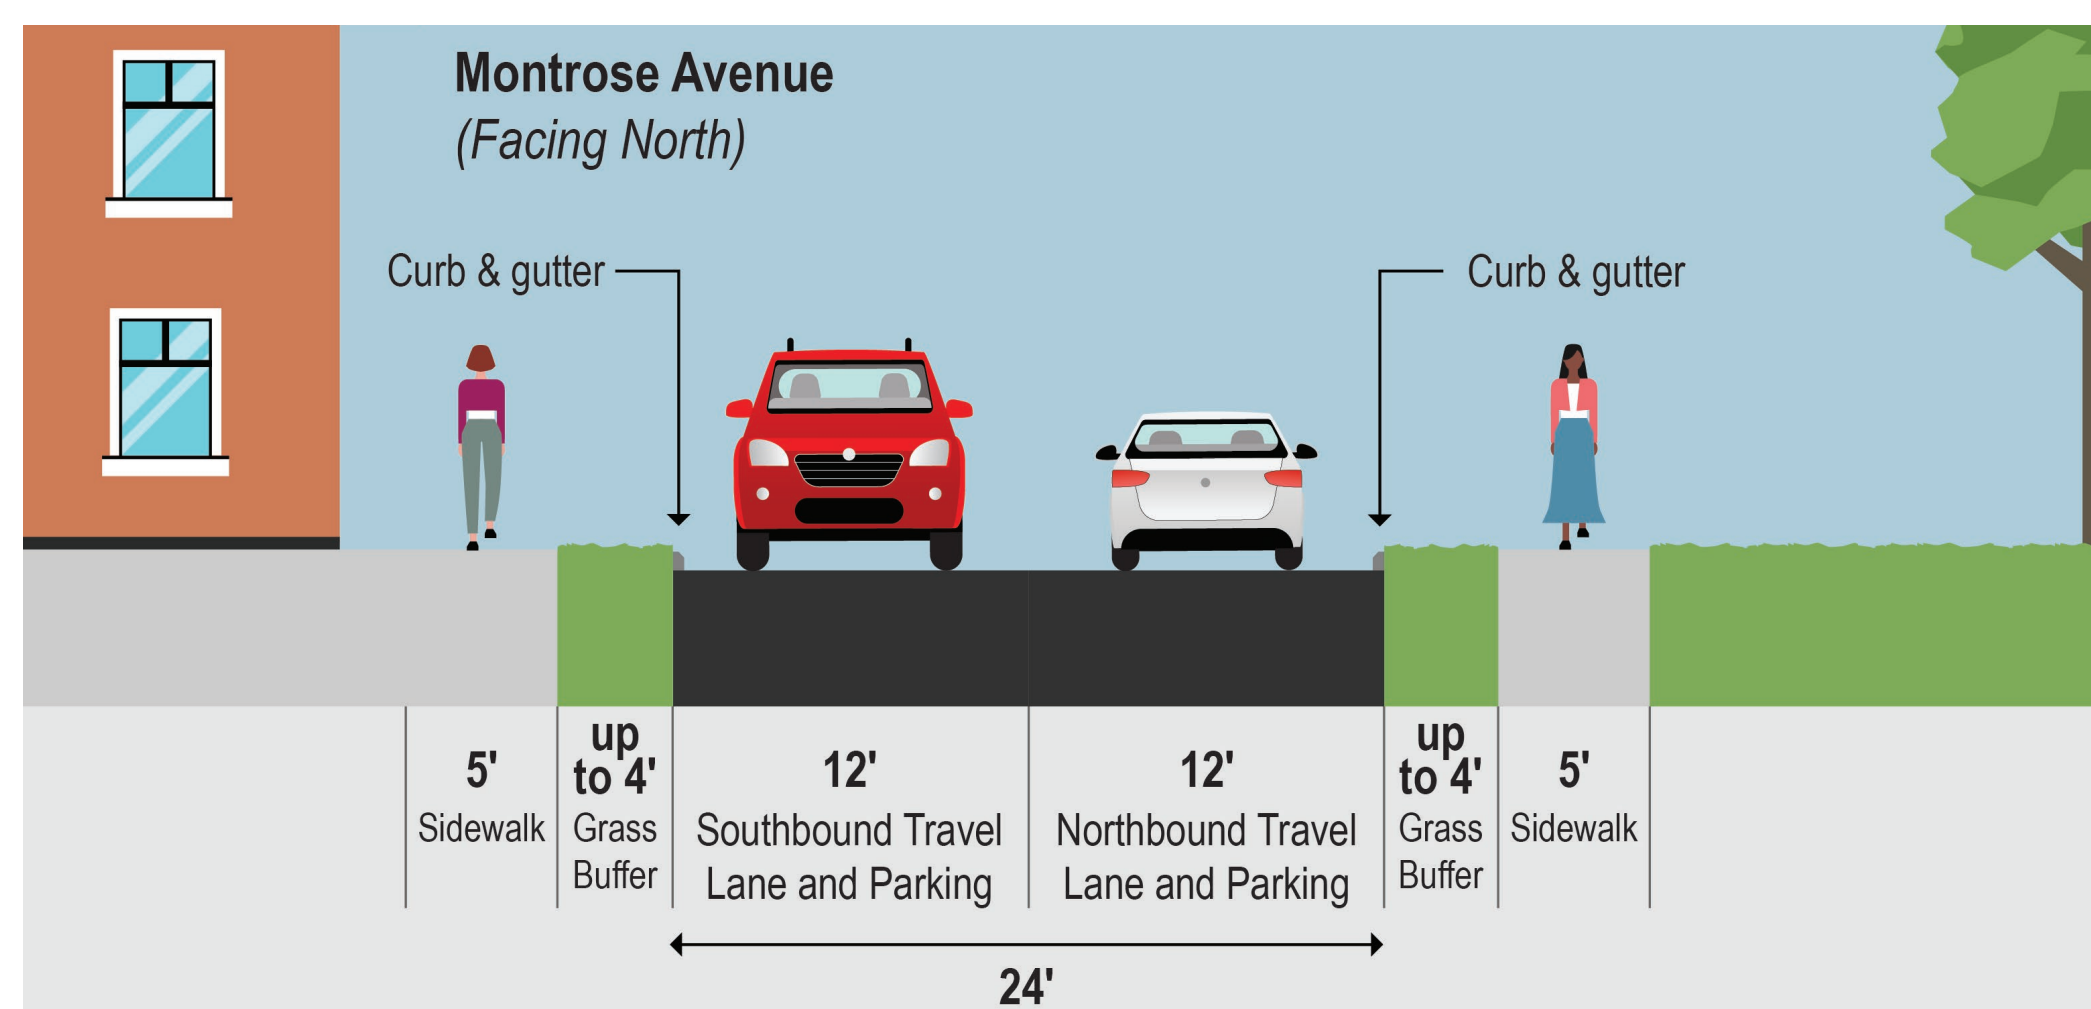 Montrose Avenue
(Facing North)
Curb & gutter
Curb & gutter
5'
Sidewalk
up
to 4'
Grass
Buffer
12'
Southbound Travel
Lane and Parking
12'
Northbound Travel
Lane and Parking
up
to 4'
Grass
Buffer
5'
Sidewalk
24'